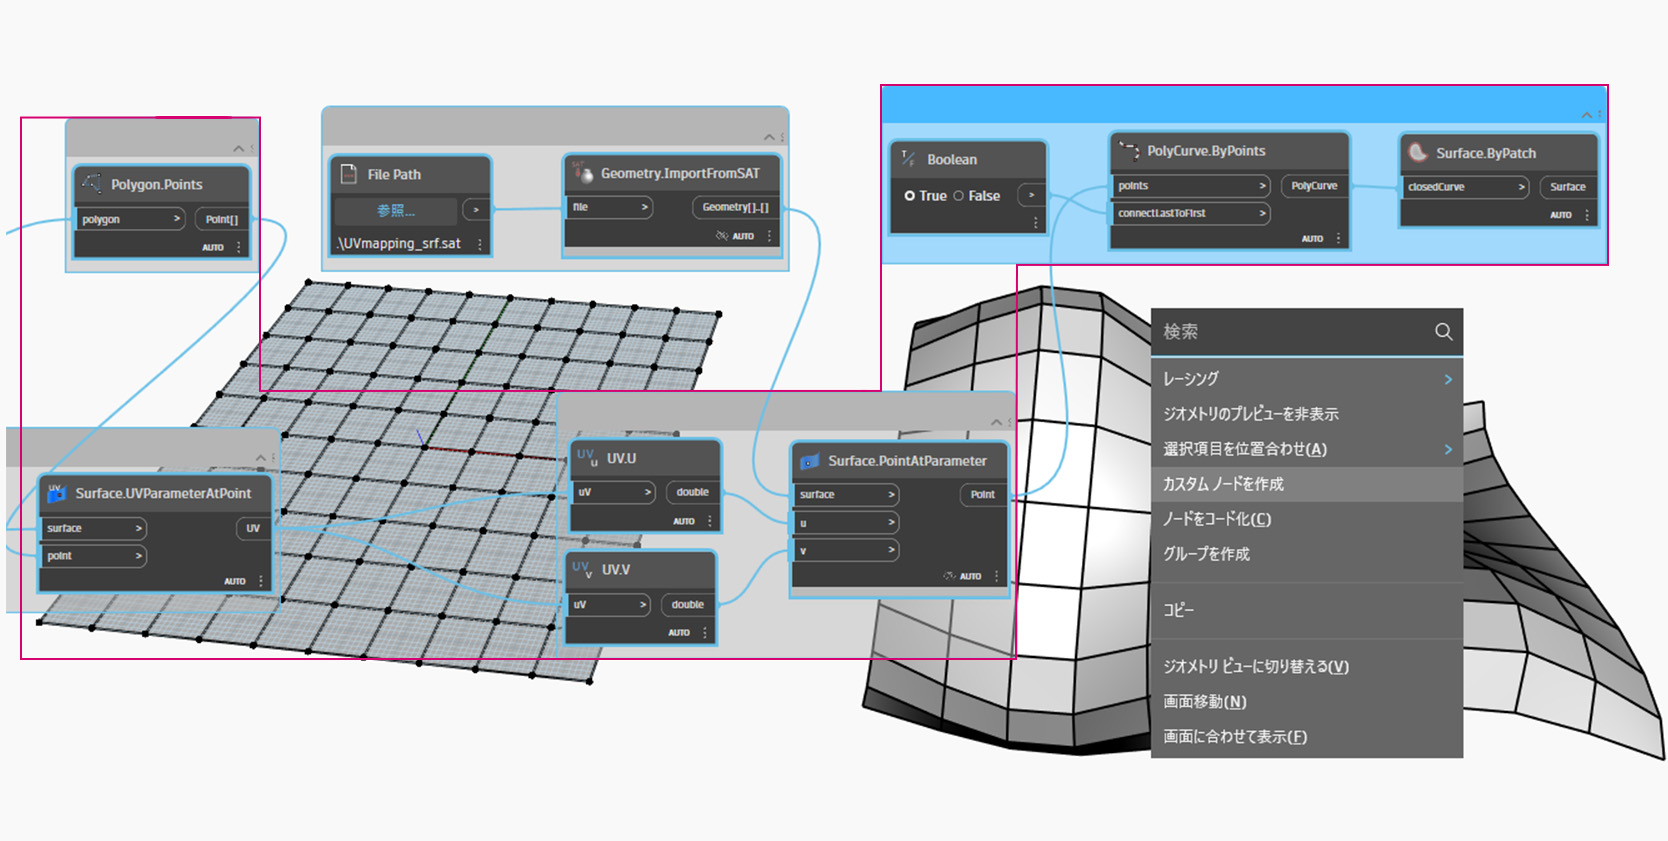 Polygon.Points
polygon
>
Point[]
AUTO
File Path
参照...
>
.\UVmapping_srf.sat
SAT
Geometry.ImportFromSAT
file
>
Geometry[]..[]
AUTO
T/F
Boolean
True
False
>
PolyCurve.ByPoints
points
>
PolyCurve
connectLastToFirst
>
AUTO
Surface.ByPatch
closedCurve
>
Surface
AUTO
UV
Surface.UVParameterAtPoint
surface
>
UV
point
>
AUTO
UV
u
UV.U
uV
>
double
AUTO
UV
v
UV.V
uV
>
double
AUTO
Surface.PointAtParameter
surface
>
Point
u
>
v
>
AUTO
検索
レーシング
>
ジオメトリのプレビューを非表示
選択項目を位置合わせ(A)
>
カスタム ノードを作成
ノードをコード化(C)
グループを作成
コピー
ジオメトリ ビューに切り替える(V)
画面移動(N)
画面に合わせて表示(F)